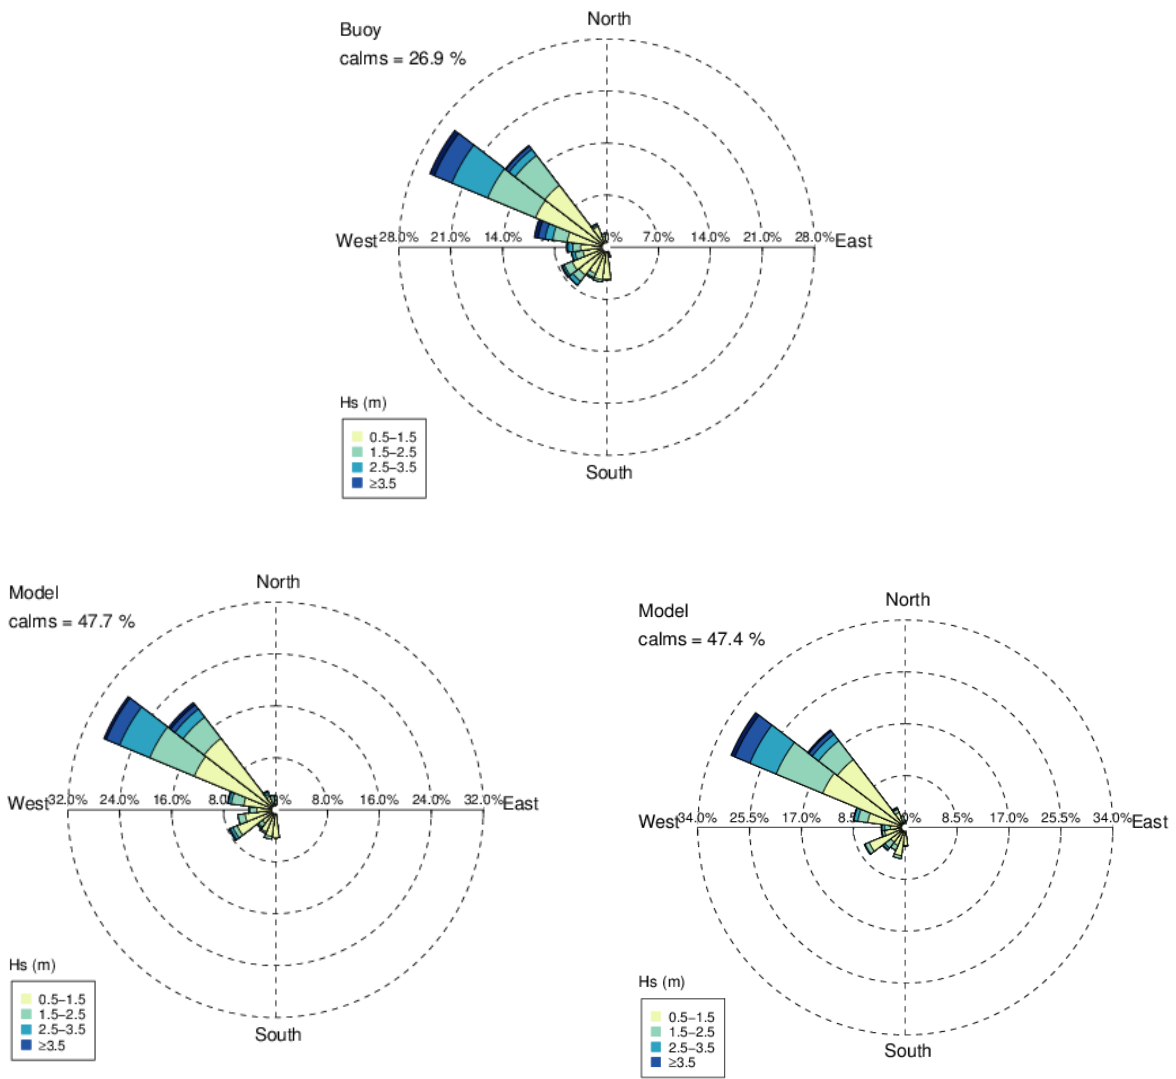 Buoy
calms = 26.9 %
North
West 28.0% 21.0% 14.0% % 7.0% 14.0% 21.0% 28.0% East
South
Hs (m)
0.5–1.5
1.5–2.5
2.5–3.5
≥3.5
Model
calms = 47.7 %
North
West 32.0% 24.0% 16.0% 8.0 % 8.0% 16.0% 24.0% 32.0% East
South
Hs (m)
0.5–1.5
1.5–2.5
2.5–3.5
≥3.5
Model
calms = 47.4 %
North
West 34.0% 25.5% 17.0% 8.5 % 8.5% 17.0% 25.5% 34.0% East
South
Hs (m)
0.5–1.5
1.5–2.5
2.5–3.5
≥3.5